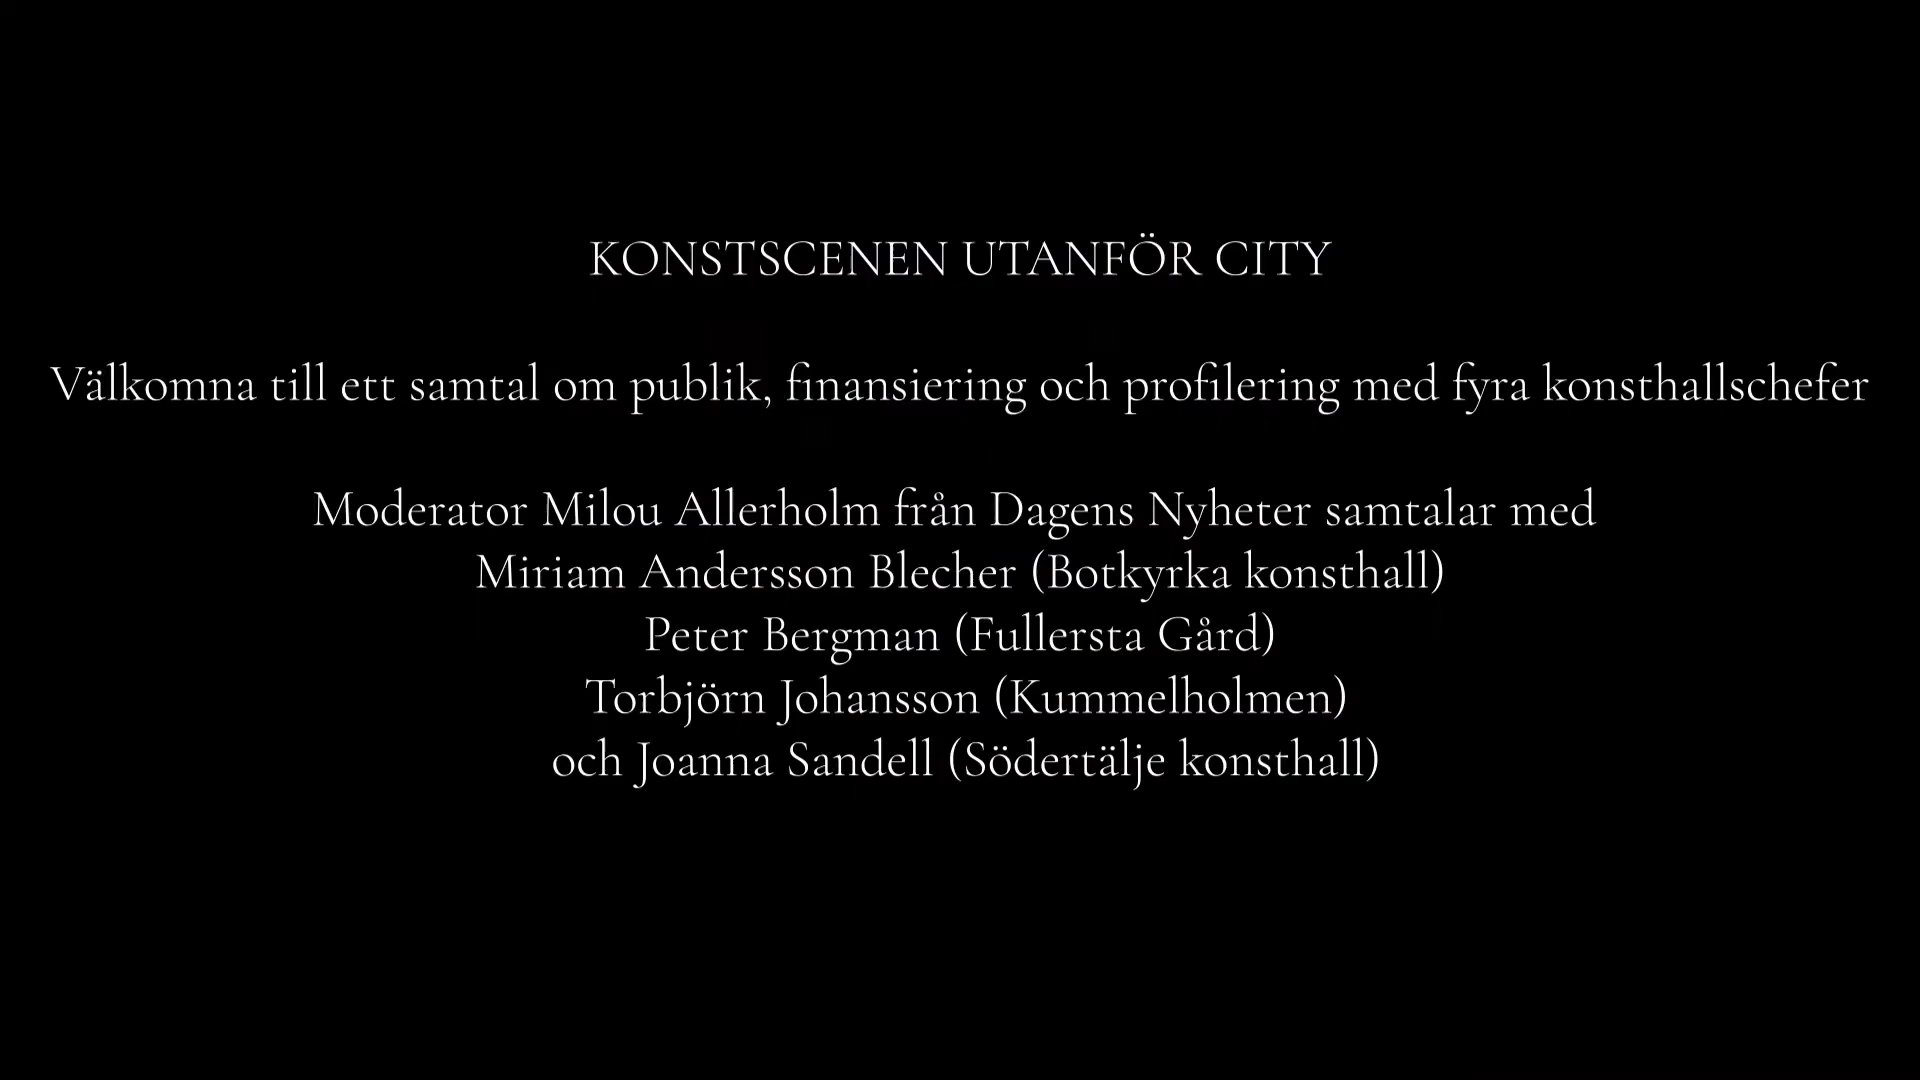 KONSTSCENEN UTANFÖR CITY
Välkomna till ett samtal om publik, finansiering och profilering med fyra konsthallschefer
Moderator Milou Allerholm från Dagens Nyheter samtalar med
Miriam Andersson Blecher (Botkyrka konsthall)
Peter Bergman (Fullersta Gård)
Torbjörn Johansson (Kummelholmen)
och Joanna Sandell (Södertälje konsthall)